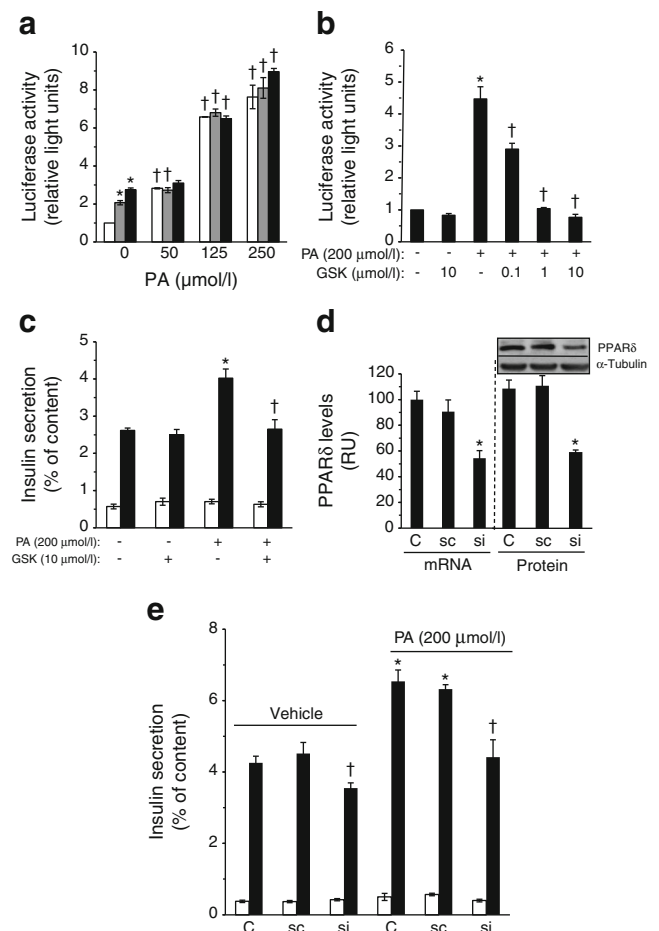 a
Luciferase activity
(relative light units)
10
8
6
4
2
0
* * †† ††† †††
0 50 125 250
PA (μmol/l)
b
Luciferase activity
(relative light units)
6
5
4
3
2
1
0
* † † †
PA (200 μmol/l): - - + + + +
GSK (μmol/l): - 10 - 0.1 1 10
c
Insulin secretion
(% of content)
5
4
3
2
1
0
* †
PA (200 μmol/l): - - + +
GSK (10 μmol/l): - + - +
d
PPARδ
α-Tubulin
PPARδ levels
(RU)
120
100
80
60
40
20
0
* *
C sc si C sc si
mRNA Protein
e
Insulin secretion
(% of content)
8
6
4
2
0
PA (200 μmol/l)
Vehicle
† * * †
C sc si C sc si